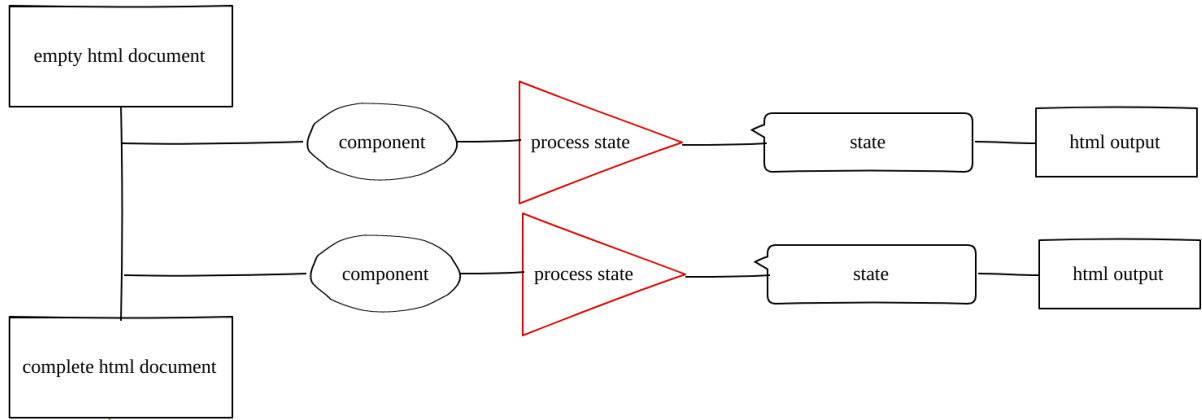 empty html document
component
process state
state
html output
component
process state
state
html output
complete html document